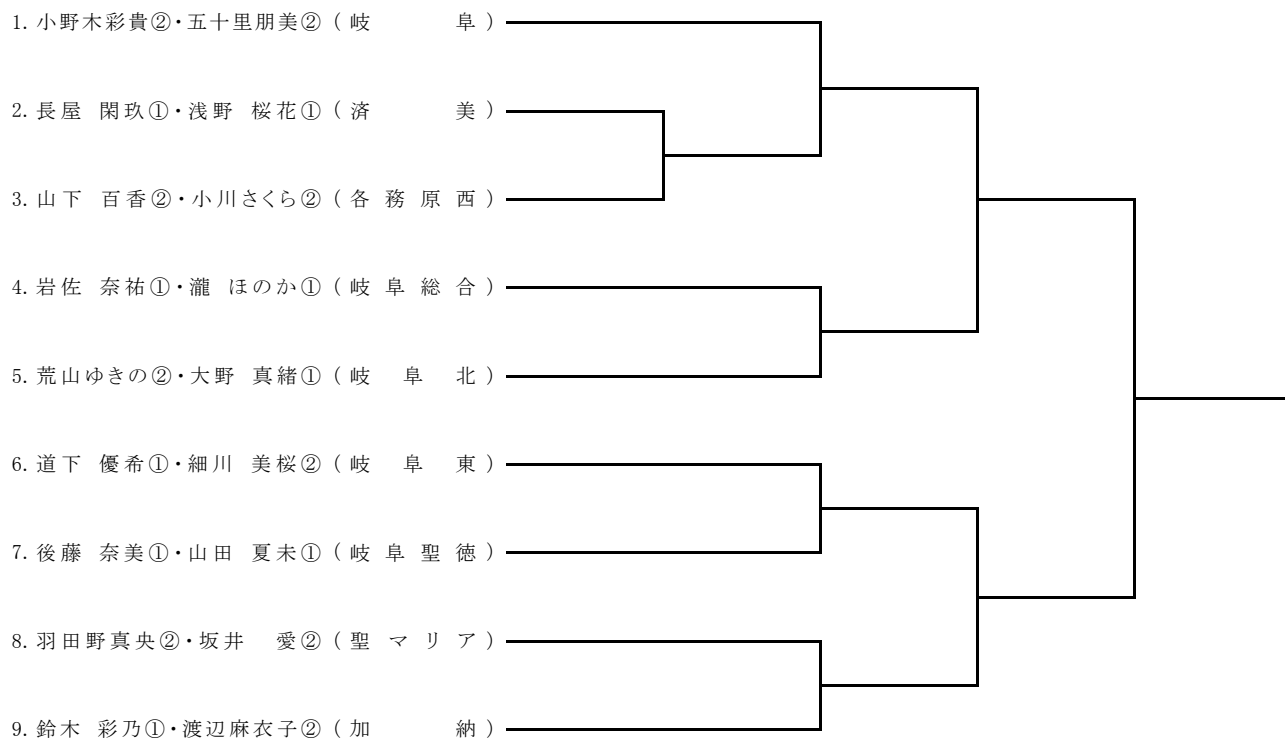 1. 小野木彩貴②・五十里朋美② ( 岐 阜 )
2. 長屋 閑玖①・浅野 桜花① ( 済 美 )
3. 山下 百香②・小川さくら② ( 各 務 原 西 )
4. 岩佐 奈祐①・瀧 ほのか① ( 岐 阜 総 合 )
5. 荒山ゆきの②・大野 真緒① ( 岐 阜 北 )
6. 道下 優希①・細川 美桜② ( 岐 阜 東 )
7. 後藤 奈美①・山田 夏未① ( 岐 阜 聖 徳 )
8. 羽田野真央②・坂井 愛② ( 聖 マ リ ア )
9. 鈴木 彩乃①・渡辺麻衣子② ( 加 納 )